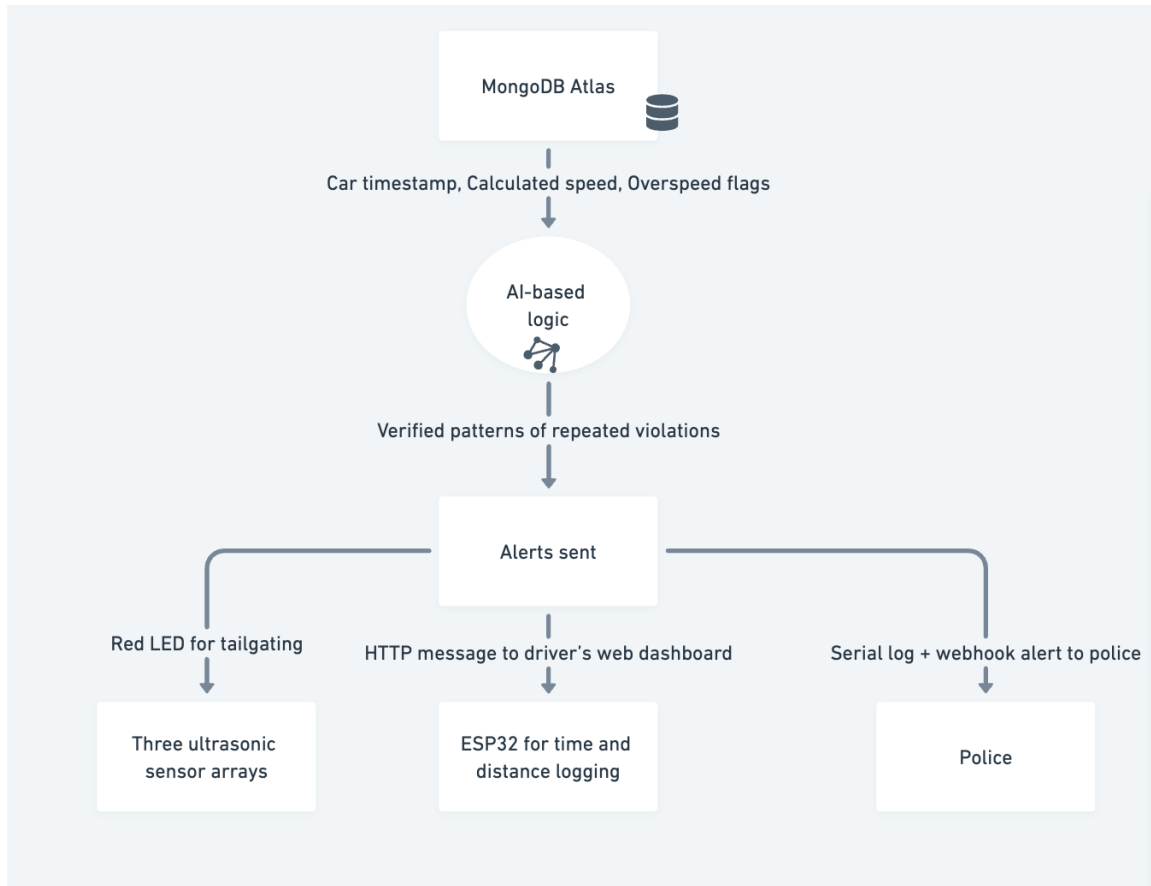 MongoDB Atlas
Car timestamp, Calculated speed, Overspeed flags
AI-based
logic
Verified patterns of repeated violations
Alerts sent
Red LED for tailgating
HTTP message to driver's web dashboard
Serial log + webhook alert to police
Three ultrasonic
sensor arrays
ESP32 for time and
distance logging
Police